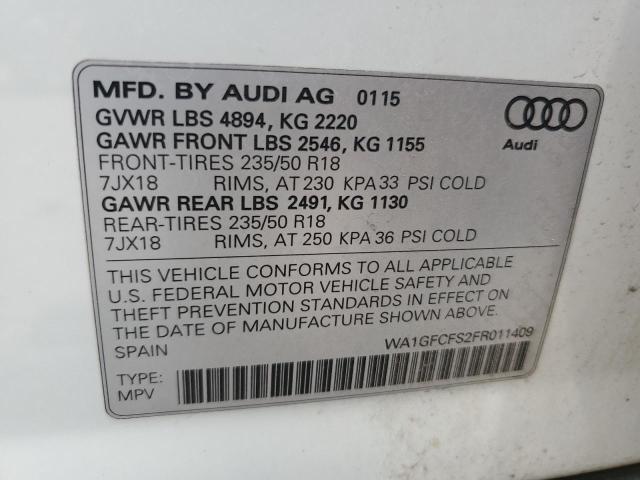 MFD. BY AUDI AG 0115
GVWR LBS 4894, KG 2220
GAWR FRONT LBS 2546, KG 1155
FRONT-TIRES 235/50 R18
7JX18 RIMS, AT 230 KPA 33 PSI COLD
GAWR REAR LBS 2491, KG 1130
REAR-TIRES 235/50 R18
7JX18 RIMS, AT 250 KPA 36 PSI COLD
Audi
THIS VEHICLE CONFORMS TO ALL APPLICABLE
U.S. FEDERAL MOTOR VEHICLE SAFETY AND
THEFT PREVENTION STANDARDS IN EFFECT ON
THE DATE OF MANUFACTURE SHOWN ABOVE.
SPAIN WA1GFCFS2FR011409
TYPE:
MPV